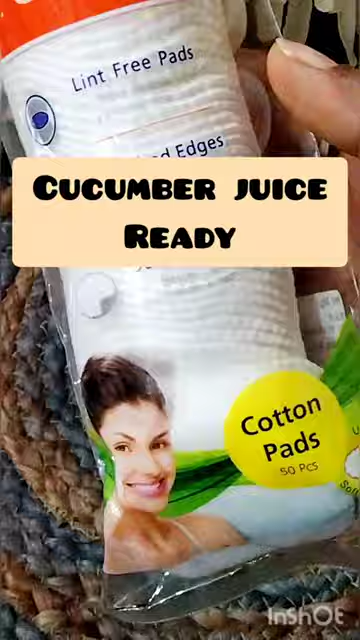 Lint Free Pads
Edges
CUCUMBER JUICE
READY
Cotton
Pads
50 PCS
InShOt